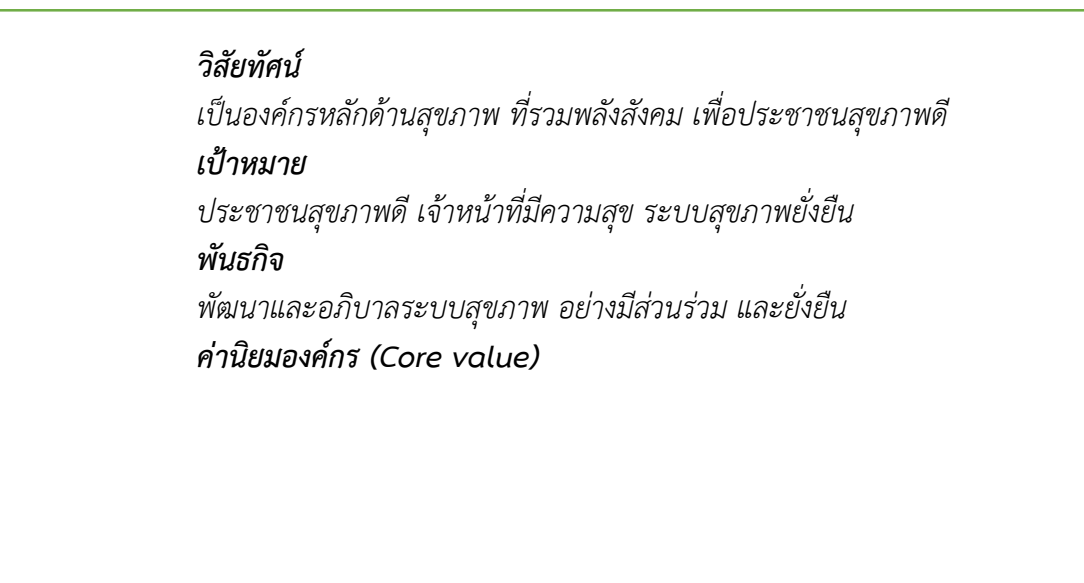 วิสัยทัศน์
เป็นองค์กรหลักด้านสุขภาพ ที่รวมพลังสังคม เพื่อประชาชนสุขภาพดี
เป้าหมาย
ประชาชนสุขภาพดี เจ้าหน้าที่มีความสุข ระบบสุขภาพยั่งยืน
พันธกิจ
พัฒนาและอภิบาลระบบสุขภาพ อย่างมีส่วนร่วม และยั่งยืน
ค่านิยมองค์กร (Core value)